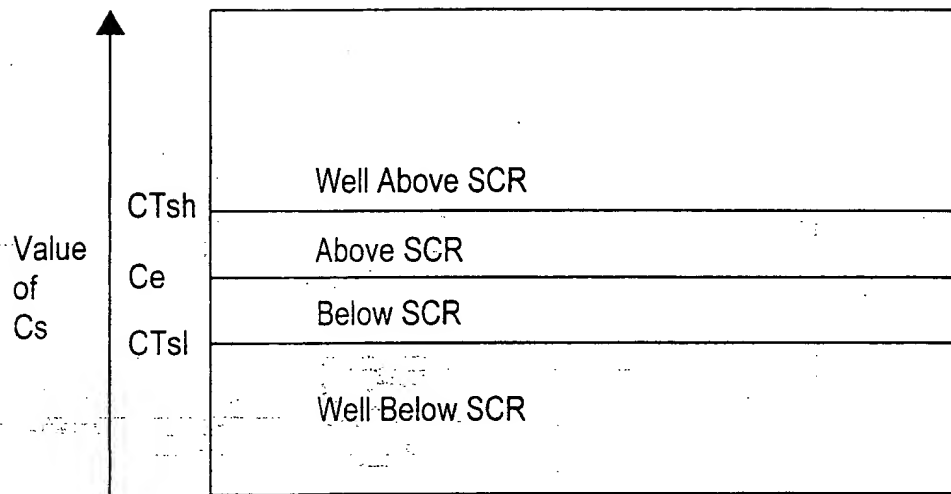 Well Above SCR
CTsh
Above SCR
Value
of
Cs
Ce
Below SCR
CTsl
Well Below SCR